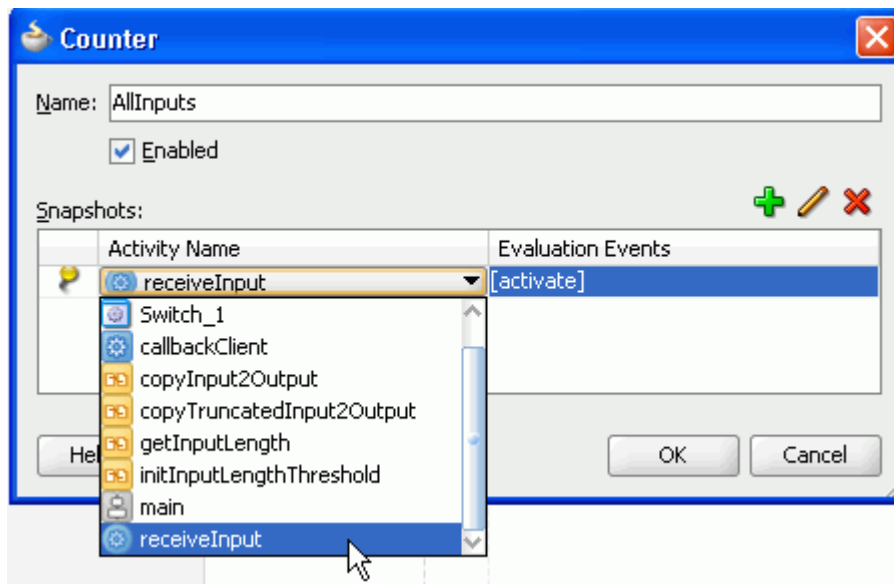 Counter
Name: AllInputs
Enabled
Snapshots:
Activity Name Evaluation Events
receiveInput [activate]
Switch_1
callbackClient
copyInput2Output
copyTruncatedInput2Output
getInputLength
Hel OK Cancel
initInputLengthThreshold
main
receiveInput